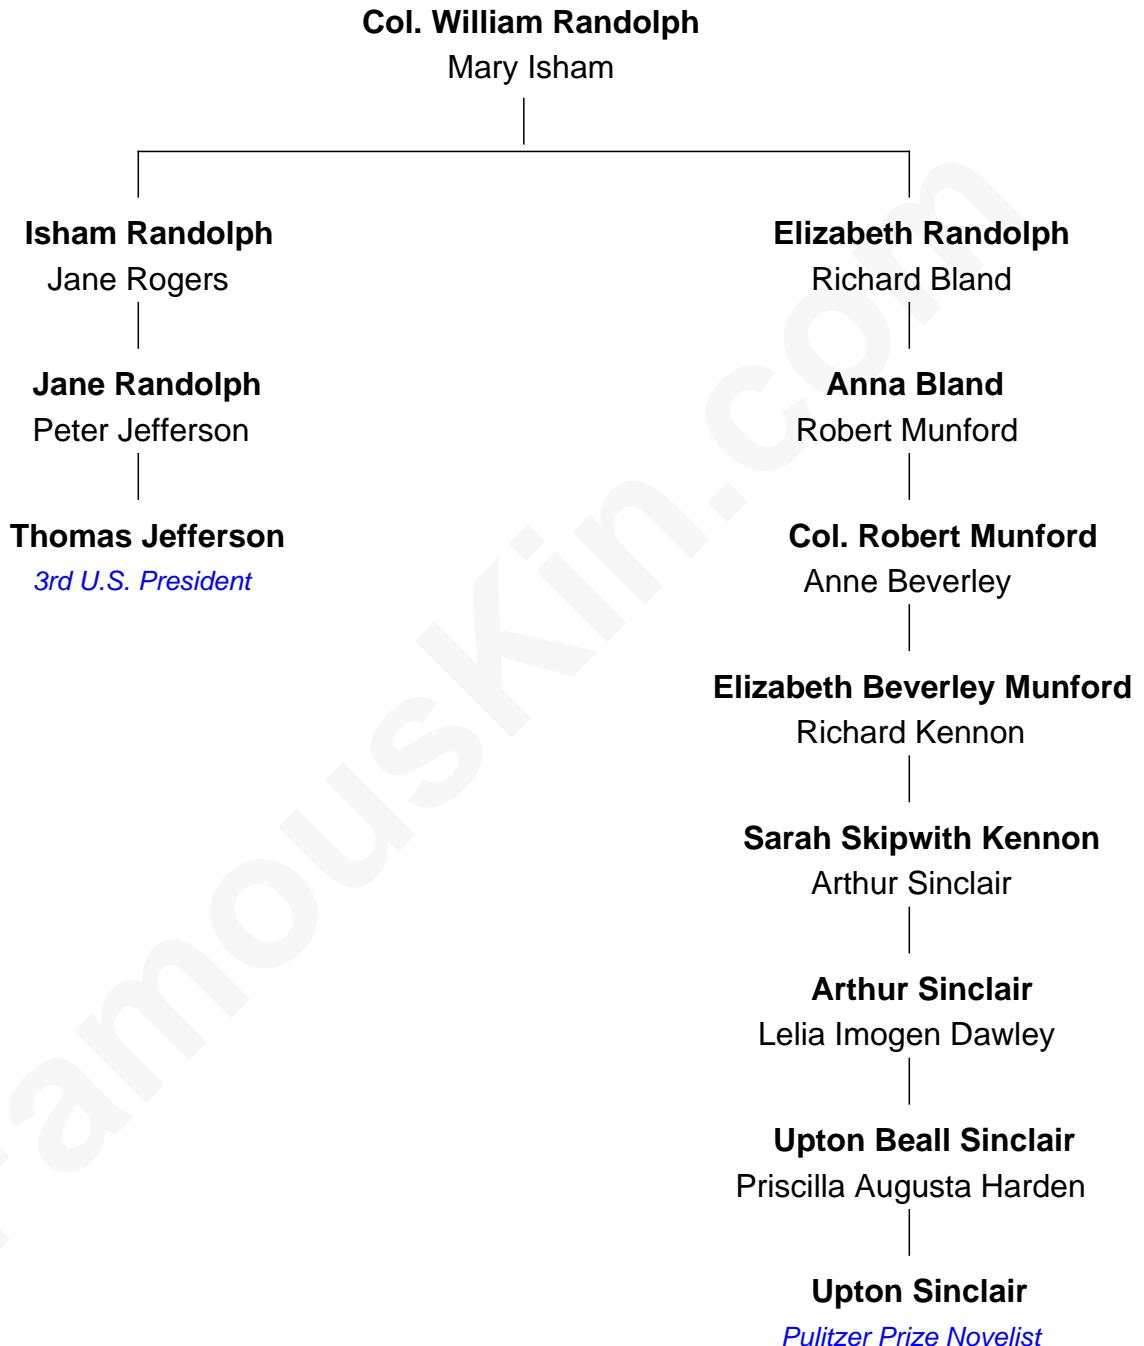 Col. William Randolph
Mary Isham
Isham Randolph
Jane Rogers
Jane Randolph
Peter Jefferson
Thomas Jefferson
3rd U.S. President
Elizabeth Randolph
Richard Bland
Anna Bland
Robert Munford
Col. Robert Munford
Anne Beverley
Elizabeth Beverley Munford
Richard Kennon
Sarah Skipwith Kennon
Arthur Sinclair
Arthur Sinclair
Lelia Imogen Dawley
Upton Beall Sinclair
Priscilla Augusta Harden
Upton Sinclair
Pulitzer Prize Novelist
FamousKin.com